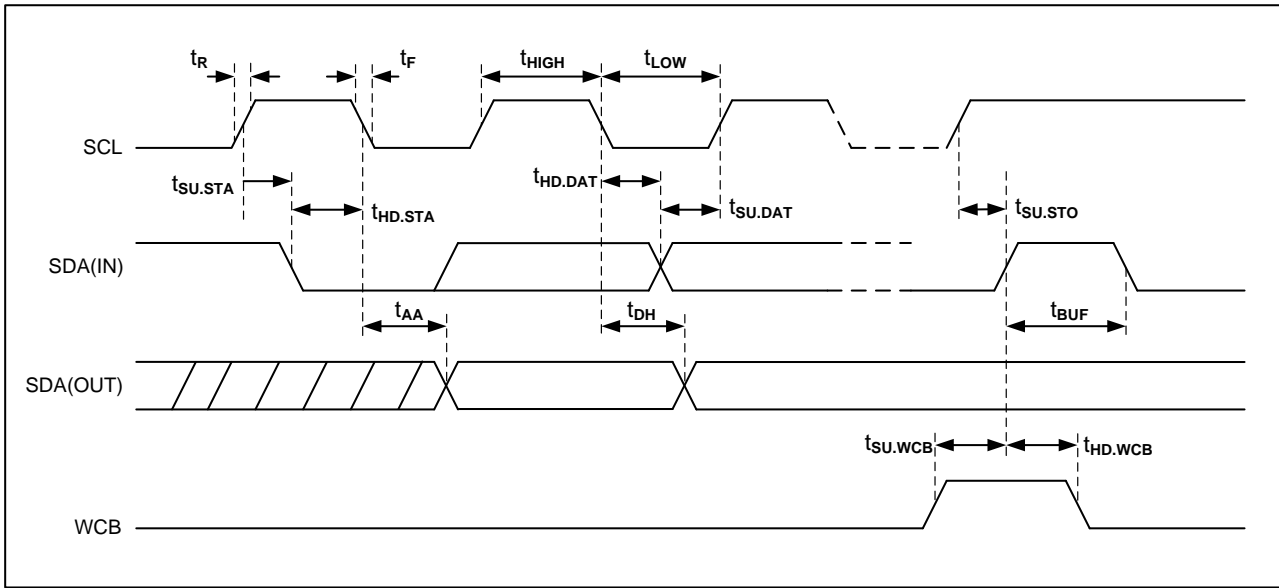 tR
tF
tHIGH
tLOW
SCL
tSU.STA
tHD.STA
tHD.DAT
tSU.DAT
tSU.STO
SDA(IN)
tAA
tDH
tBUF
SDA(OUT)
tSU.WCB
tHD.WCB
WCB